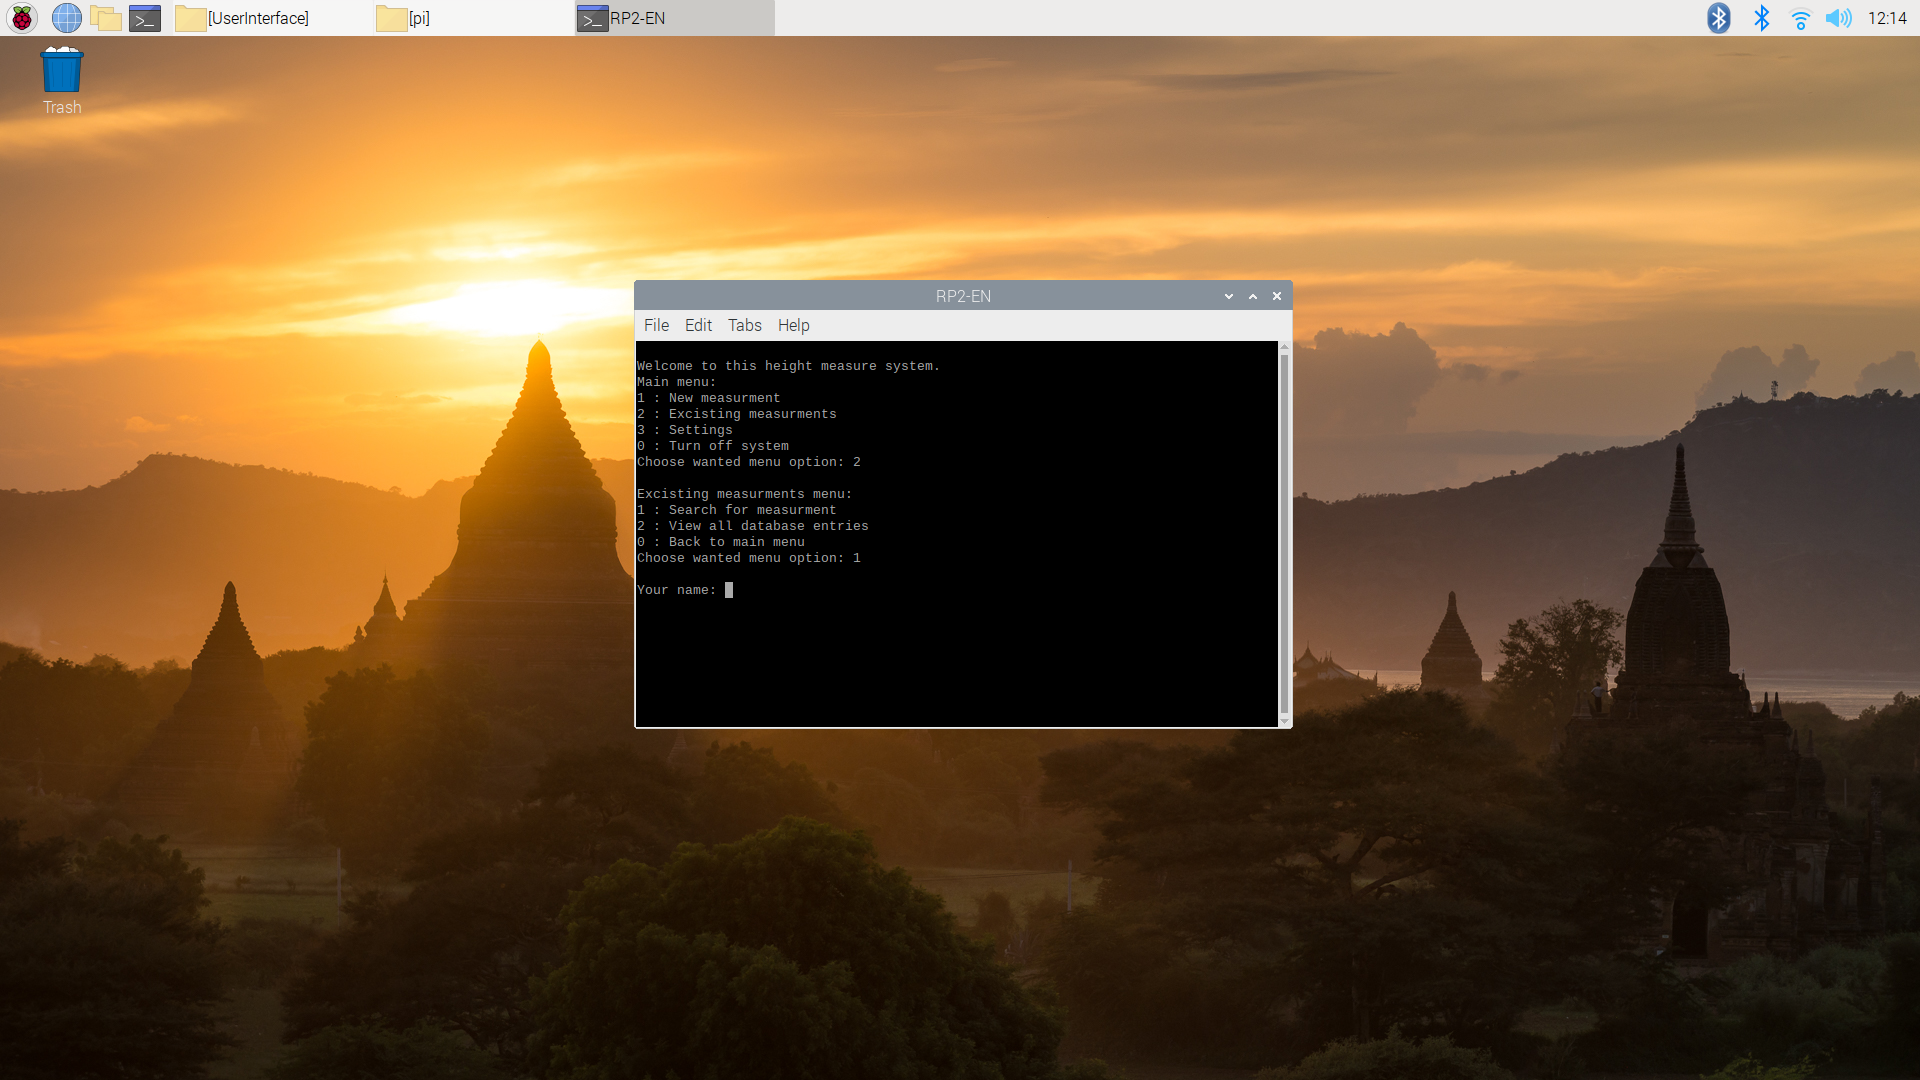 [UserInterface]
[pi]
RP2-EN
12:14
Trash
RP2-EN
File Edit Tabs Help
Welcome to this height measure system.
Main menu:
1 : New measurment
2 : Excisting measurments
3 : Settings
0 : Turn off system
Choose wanted menu option: 2
Excisting measurments menu:
1 : Search for measurment
2 : View all database entries
0 : Back to main menu
Choose wanted menu option: 1
Your name: